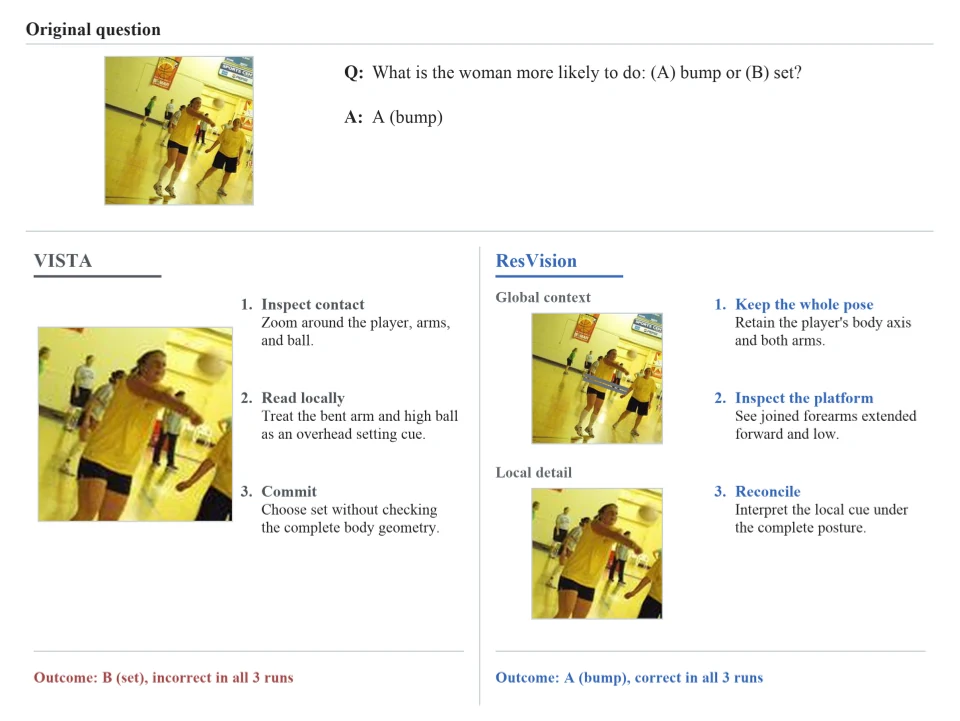 Original question
Q: What is the woman more likely to do: (A) bump or (B) set?
A: A (bump)
SPORTS CEN
VISTA
1. Inspect contact
Zoom around the player, arms,
and ball.
2. Read locally
Treat the bent arm and high ball
as an overhead setting cue.
3. Commit
Choose set without checking
the complete body geometry.
Outcome: B (set), incorrect in all 3 runs
ResVision
Global context
Local detail
1. Keep the whole pose
Retain the player's body axis
and both arms.
2. Inspect the platform
See joined forearms extended
forward and low.
3. Reconcile
Interpret the local cue under
the complete posture.
Outcome: A (bump), correct in all 3 runs